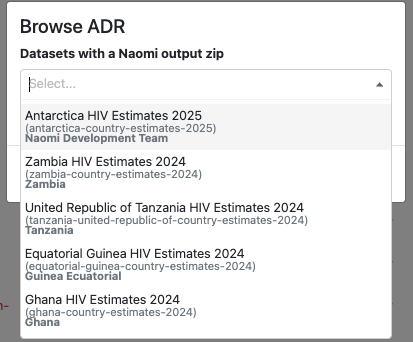 Browse ADR
Datasets with a Naomi output zip
Select...
Antarctica HIV Estimates 2025
(antarctica-country-estimates-2025)
Naomi Development Team
Zambia HIV Estimates 2024
(zambia-country-estimates-2024)
Zambia
United Republic of Tanzania HIV Estimates 2024
(tanzania-united-republic-of-country-estimates-2024)
Tanzania
Equatorial Guinea HIV Estimates 2024
(equatorial-guinea-country-estimates-2024)
Guinea Ecuatorial
Ghana HIV Estimates 2024
(ghana-country-estimates-2024)
Ghana